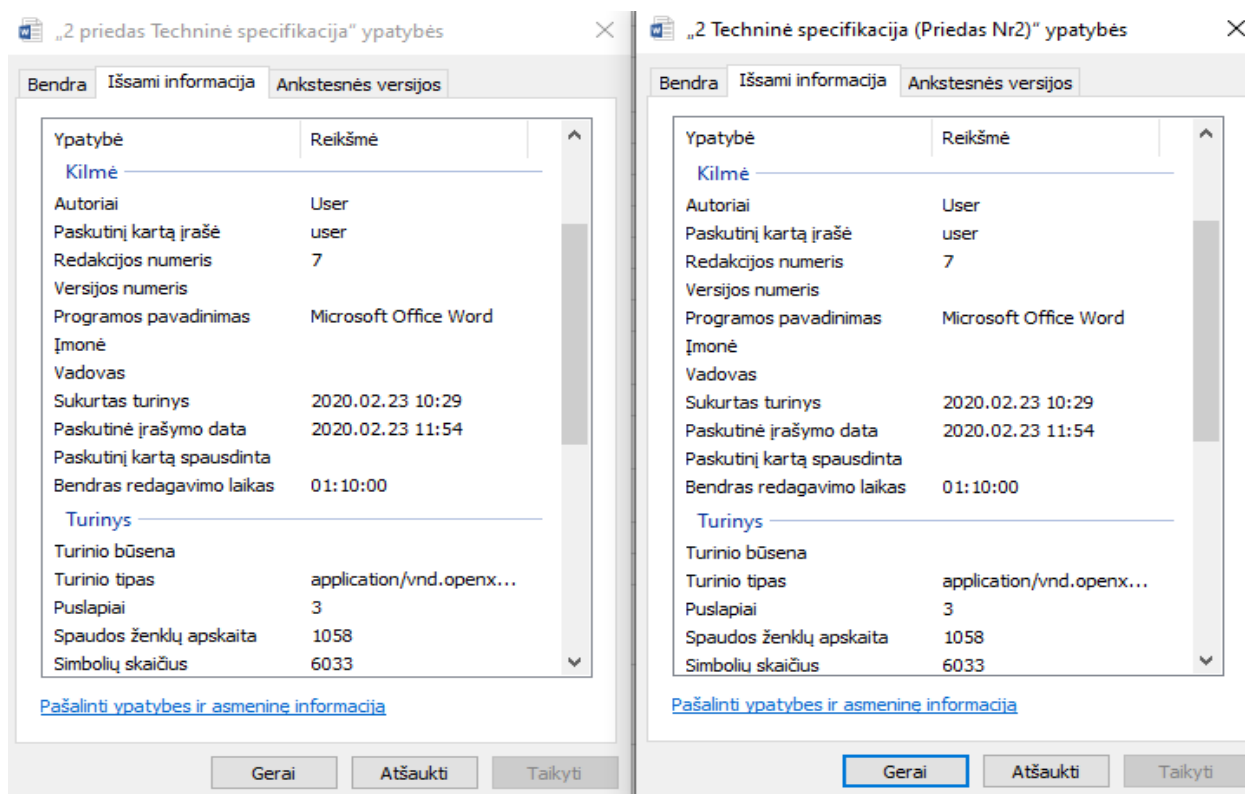 „2 priedas Techninė specifikacija“ ypatybės
Bendra
Išsami informacija
Ankstesnės versijos
Ypatybė Reikšmė
Kilmė
Autoriai User
Paskutinį kartą įrašė user
Redakcijos numeris 7
Versijos numeris
Programos pavadinimas Microsoft Office Word
Įmonė
Vadovas
Sukurtas turinys 2020.02.23 10:29
Paskutinė įrašymo data 2020.02.23 11:54
Paskutinį kartą spausdinta
Bendras redagavimo laikas 01:10:00
Turinys
Turinio būsena
Turinio tipas application/vnd.openx...
Puslapiai 3
Spaudos ženklų apskaita 1058
Simbolių skaičius 6033
Pašalinti ypatybes ir asmeninę informaciją
Gerai Atšaukti Taikyti
„2 Techninė specifikacija (Priedas Nr2)“ ypatybės
Bendra
Išsami informacija
Ankstesnės versijos
Ypatybė Reikšmė
Kilmė
Autoriai User
Paskutinį kartą įrašė user
Redakcijos numeris 7
Versijos numeris
Programos pavadinimas Microsoft Office Word
Įmonė
Vadovas
Sukurtas turinys 2020.02.23 10:29
Paskutinė įrašymo data 2020.02.23 11:54
Paskutinį kartą spausdinta
Bendras redagavimo laikas 01:10:00
Turinys
Turinio būsena
Turinio tipas application/vnd.openx...
Puslapiai 3
Spaudos ženklų apskaita 1058
Simbolių skaičius 6033
Pašalinti ypatybes ir asmeninę informaciją
Gerai Atšaukti Taikyti